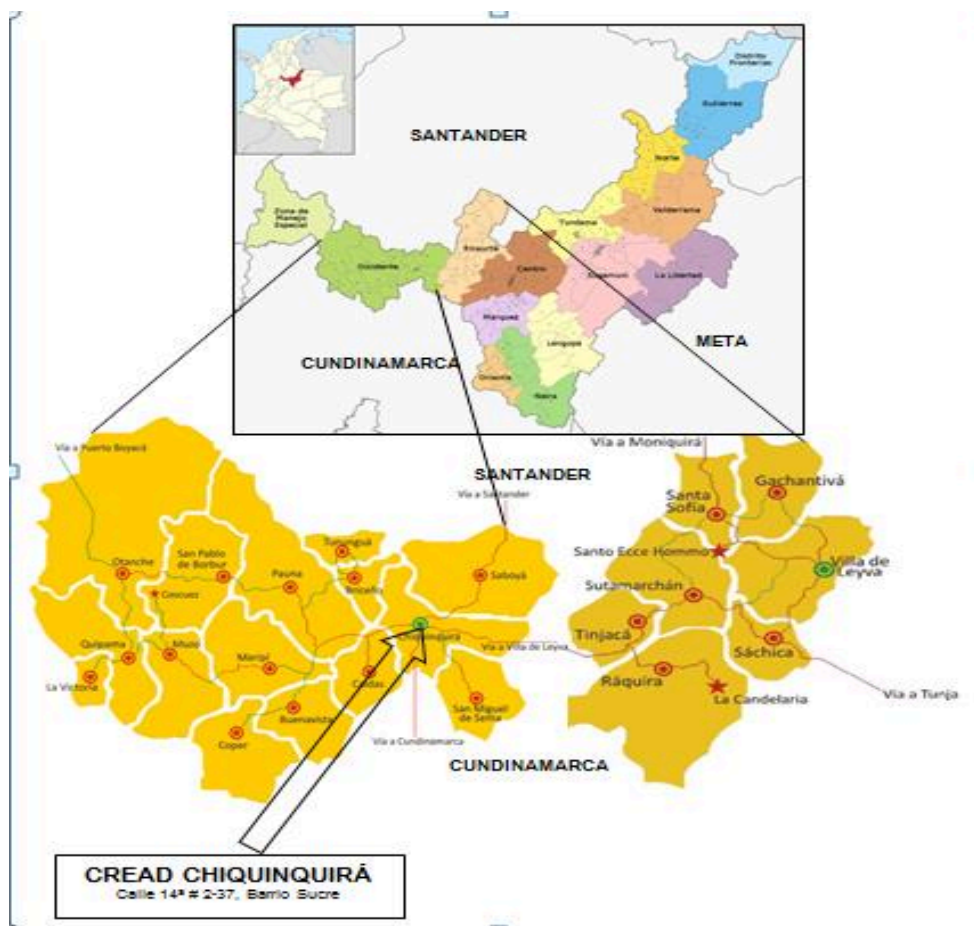 Distrito
Fronterizo
Gutiérrez
SANTANDER
Norte
Valderrama
Tundama
Zona de
Manejo
Especial
Ricaurte
Occidente
Centro
Sugamuxi
La Libertad
Márquez
META
Lengupá
CUNDINAMARCA
Oriente
Neira
Vía a Puerto Boyacá
SANTANDER
Vía a Santander
Vía a Moniquirá
Gachantivá
Santa
Sofía
Tununguá
Otanche
San Pablo
de Borbur
Pauna
Briceño
Saboyá
Santo Ecce Hommo
Villa de
Leyva
Coscuez
Sutamarchán
Chiquinquirá
Quípama
Muzo
Maripí
Vía a Villa de Leyva
Tinjacá
Sáchica
La Victoria
Caldas
Ráquira
Vía a Tunja
Buenavista
San Miguel
de Sema
La Candelaria
Coper
Vía a Cundinamarca
CUNDINAMARCA
CREAD CHIQUINQUIRÁ
Calle 14ª # 2-37, Barrio Sucre